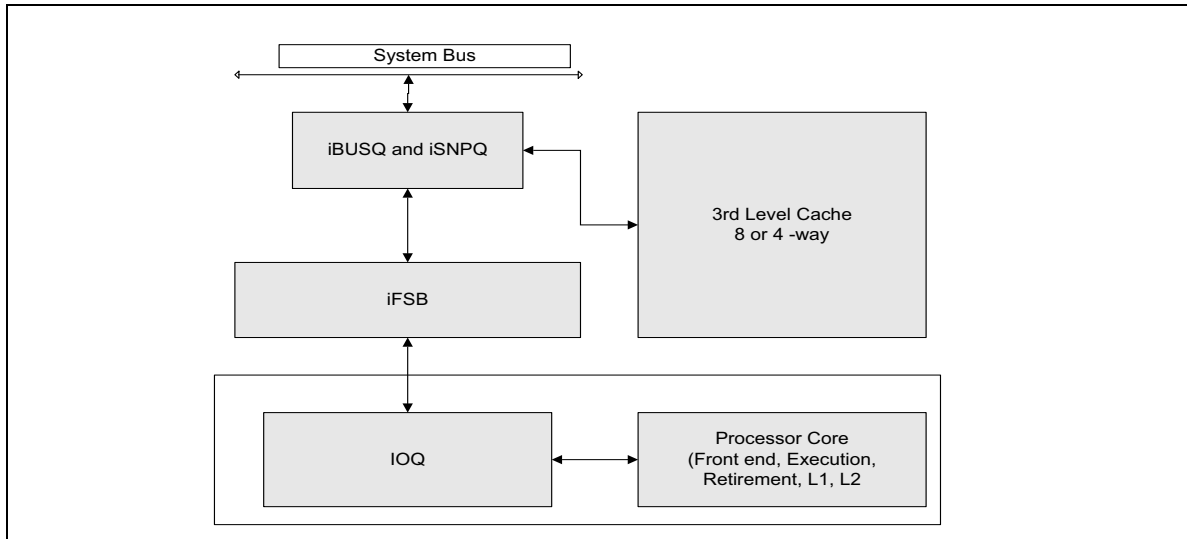 System Bus
iBUSQ and iSNPQ
3rd Level Cache
8 or 4 -way
iFSB
IOQ
Processor Core
(Front end, Execution,
Retirement, L1, L2